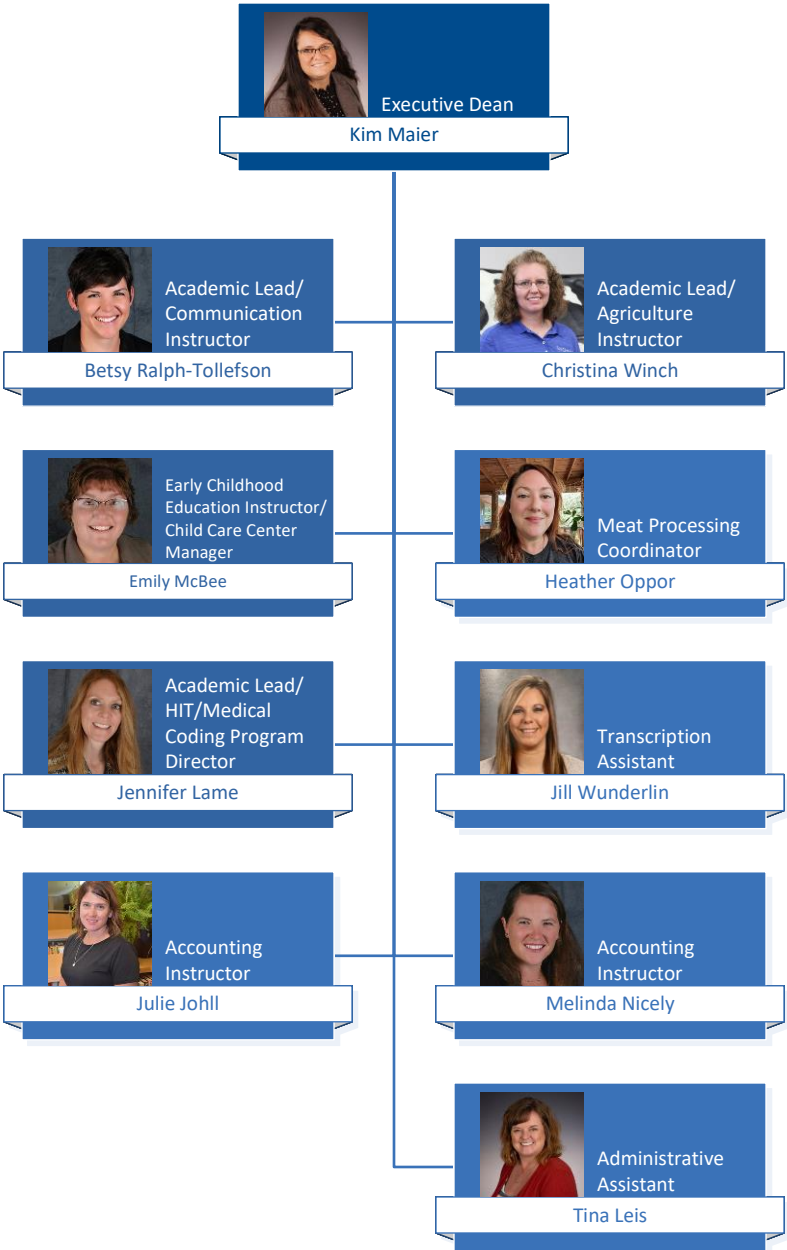 Executive Dean
Kim Maier
Academic Lead/
Communication
Instructor
Betsy Ralph-Tollefson
Academic Lead/
Agriculture
Instructor
Christina Winch
Early Childhood
Education Instructor/
Child Care Center
Manager
Emily McBee
Meat Processing
Coordinator
Heather Oppor
Academic Lead/
HIT/Medical
Coding Program
Director
Jennifer Lame
Transcription
Assistant
Jill Wunderlin
Accounting
Instructor
Julie Johll
Accounting
Instructor
Melinda Nicely
Administrative
Assistant
Tina Leis